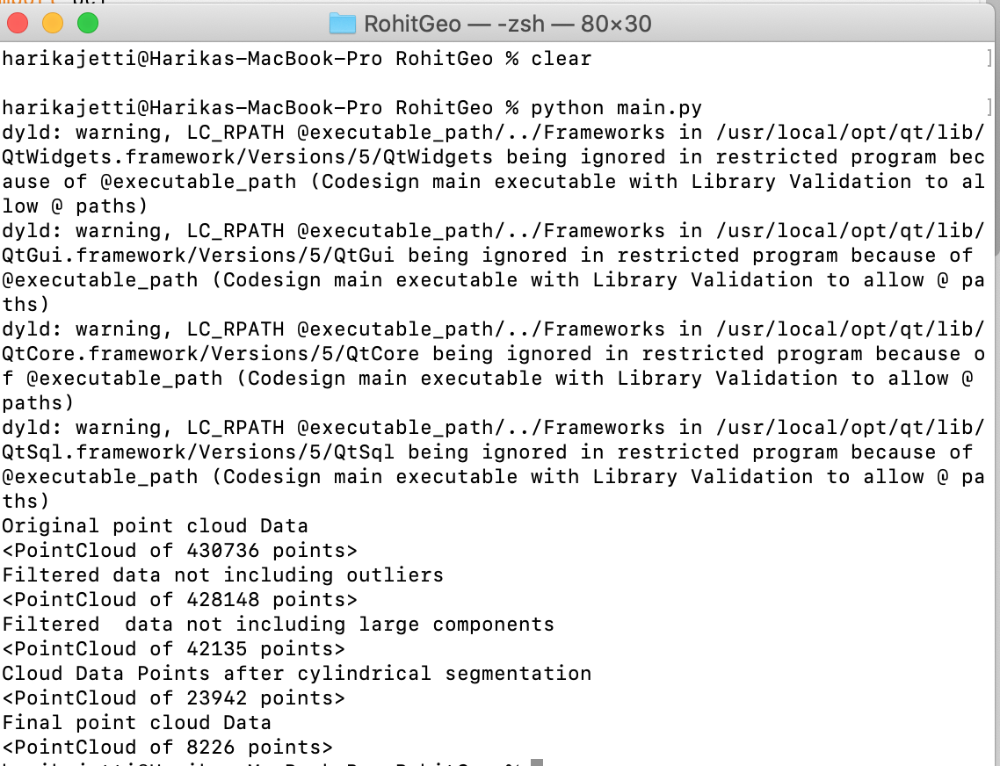 RohitGeo — -zsh — 80×30
harikajetti@Harikas-MacBook-Pro RohitGeo % clear
harikajetti@Harikas-MacBook-Pro RohitGeo % python main.py
dyld: warning, LC_RPATH @executable_path/../Frameworks in /usr/local/opt/qt/lib/
QtWidgets.framework/Versions/5/QtWidgets being ignored in restricted program bec
ause of @executable_path (Codesign main executable with Library Validation to al
low @ paths)
dyld: warning, LC_RPATH @executable_path/../Frameworks in /usr/local/opt/qt/lib/
QtGui.framework/Versions/5/QtGui being ignored in restricted program because of
@executable_path (Codesign main executable with Library Validation to allow @ pa
ths)
dyld: warning, LC_RPATH @executable_path/../Frameworks in /usr/local/opt/qt/lib/
QtCore.framework/Versions/5/QtCore being ignored in restricted program because o
f @executable_path (Codesign main executable with Library Validation to allow @
paths)
dyld: warning, LC_RPATH @executable_path/../Frameworks in /usr/local/opt/qt/lib/
QtSql.framework/Versions/5/QtSql being ignored in restricted program because of
@executable_path (Codesign main executable with Library Validation to allow @ pa
ths)
Original point cloud Data
<PointCloud of 430736 points>
Filtered data not including outliers
<PointCloud of 428148 points>
Filtered  data not including large components
<PointCloud of 42135 points>
Cloud Data Points after cylindrical segmentation
<PointCloud of 23942 points>
Final point cloud Data
<PointCloud of 8226 points>